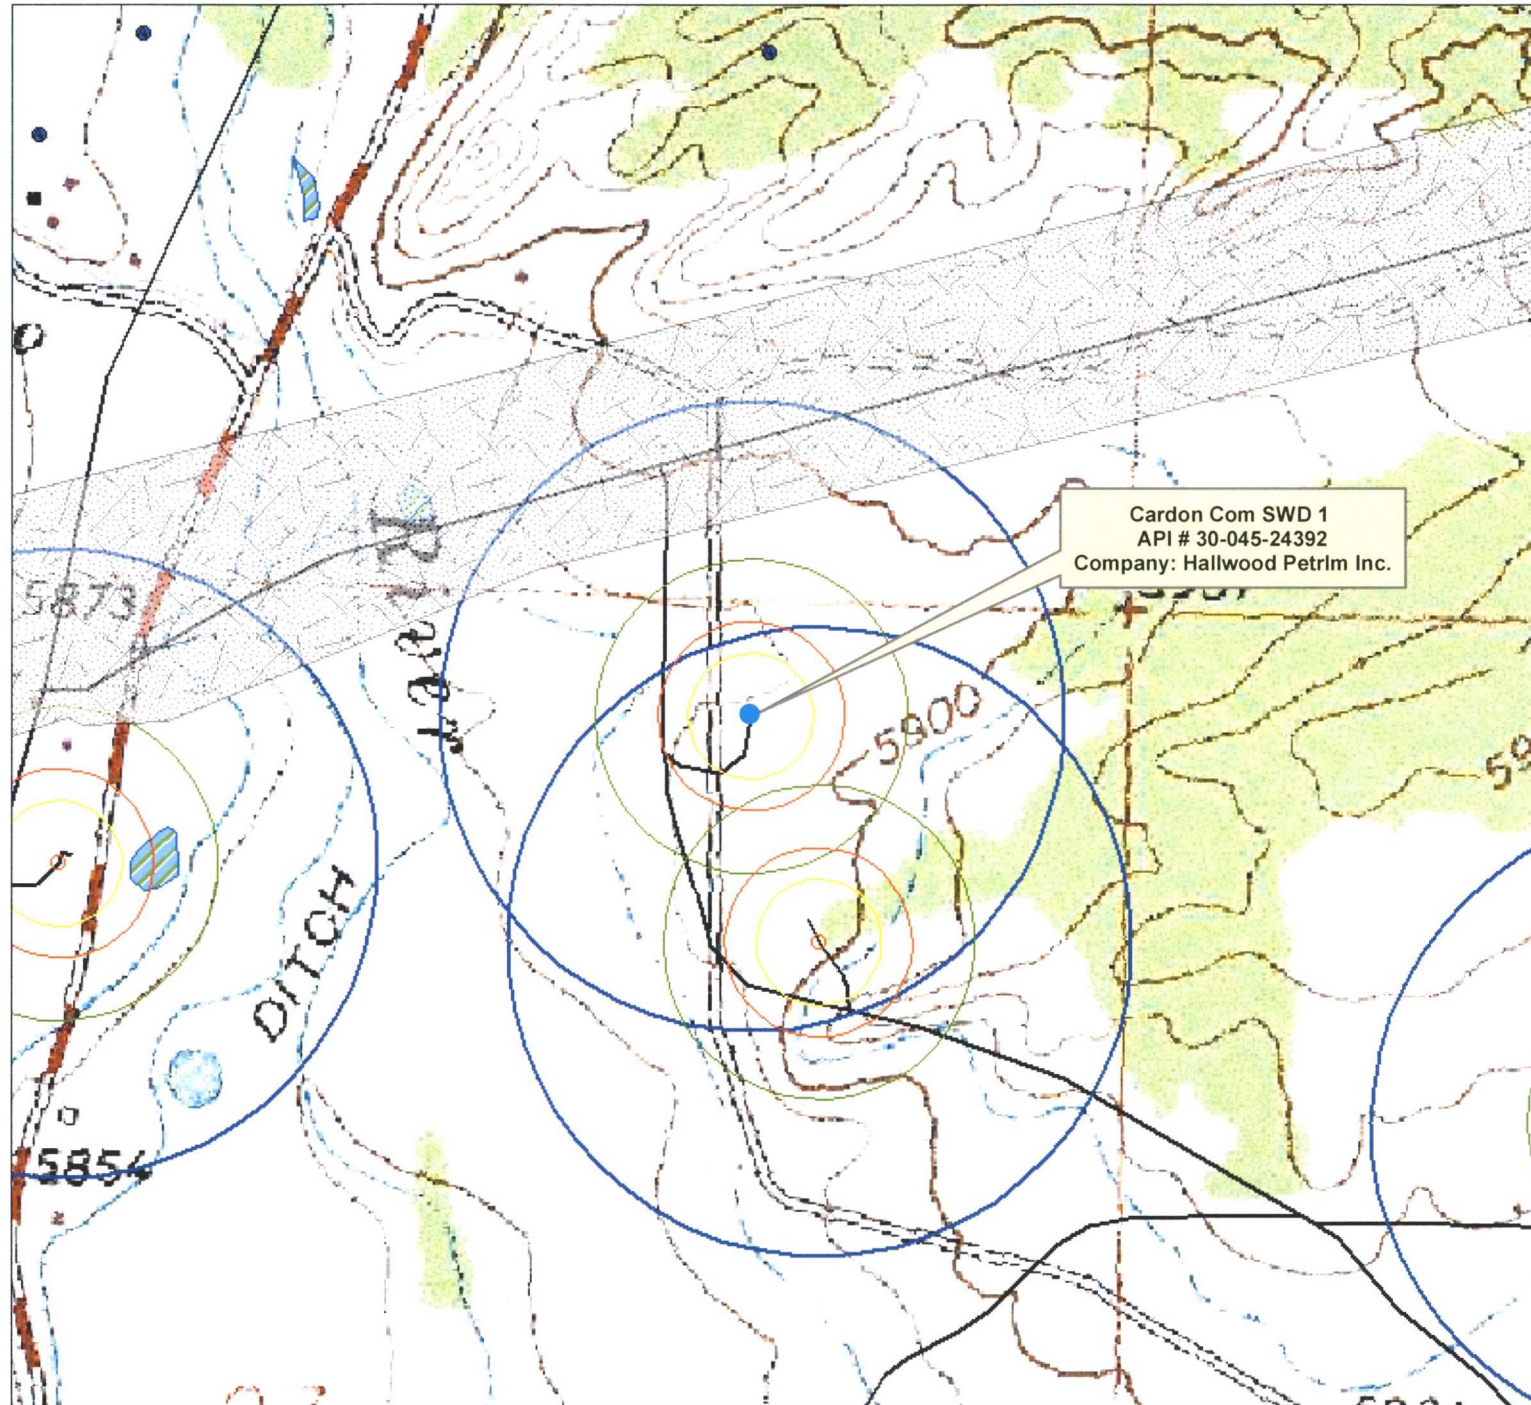 Cardon Com SWD 1
API # 30-045-24392
Company: Hallwood Petrlm Inc.
5873
River
5900
DITCH
5854